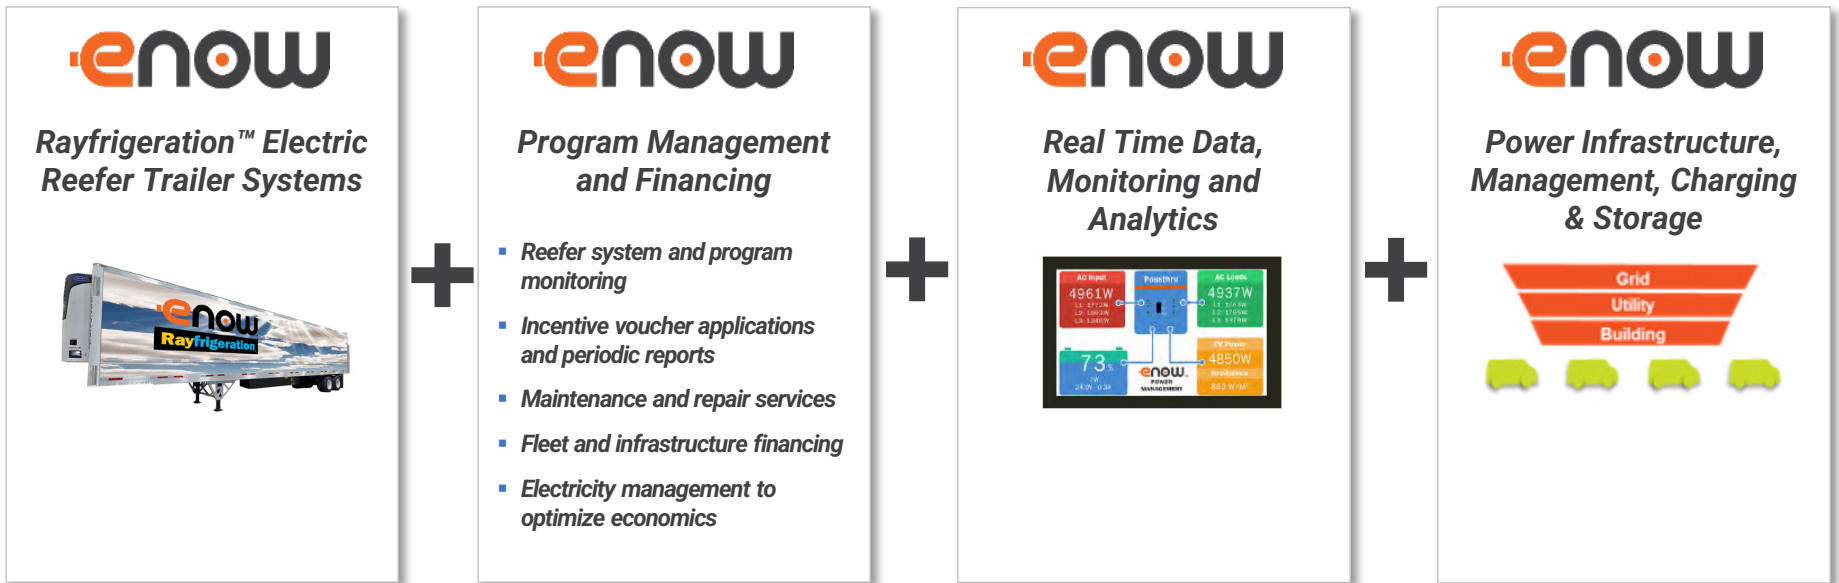 enow
Rayfrigeration™ Electric
Reefer Trailer Systems
enow
Rayfrigeration
enow
Program Management
and Financing
▪ Reefer system and program
monitoring
▪ Incentive voucher applications
and periodic reports
▪ Maintenance and repair services
▪ Fleet and infrastructure financing
▪ Electricity management to
optimize economics
enow
Real Time Data,
Monitoring and
Analytics
AC Input
4961W
Passthru
AC Loads
4937W
73%
enow
POWER
MANAGEMENT
PV Power
4850W
enow
Power Infrastructure,
Management, Charging
& Storage
Grid
Utility
Building